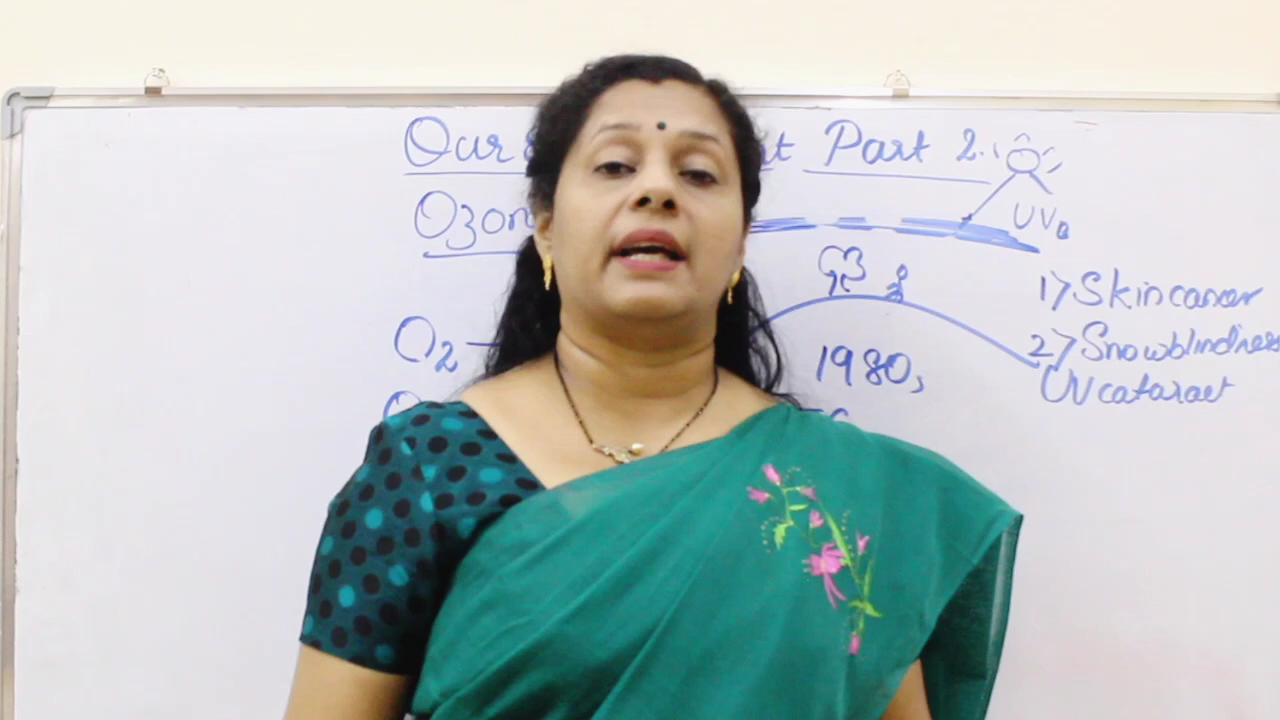 Our Part 2.
Ozon
UVB
O2
1980,
1) Skin cancer
2) Snowblindness
UV cataract